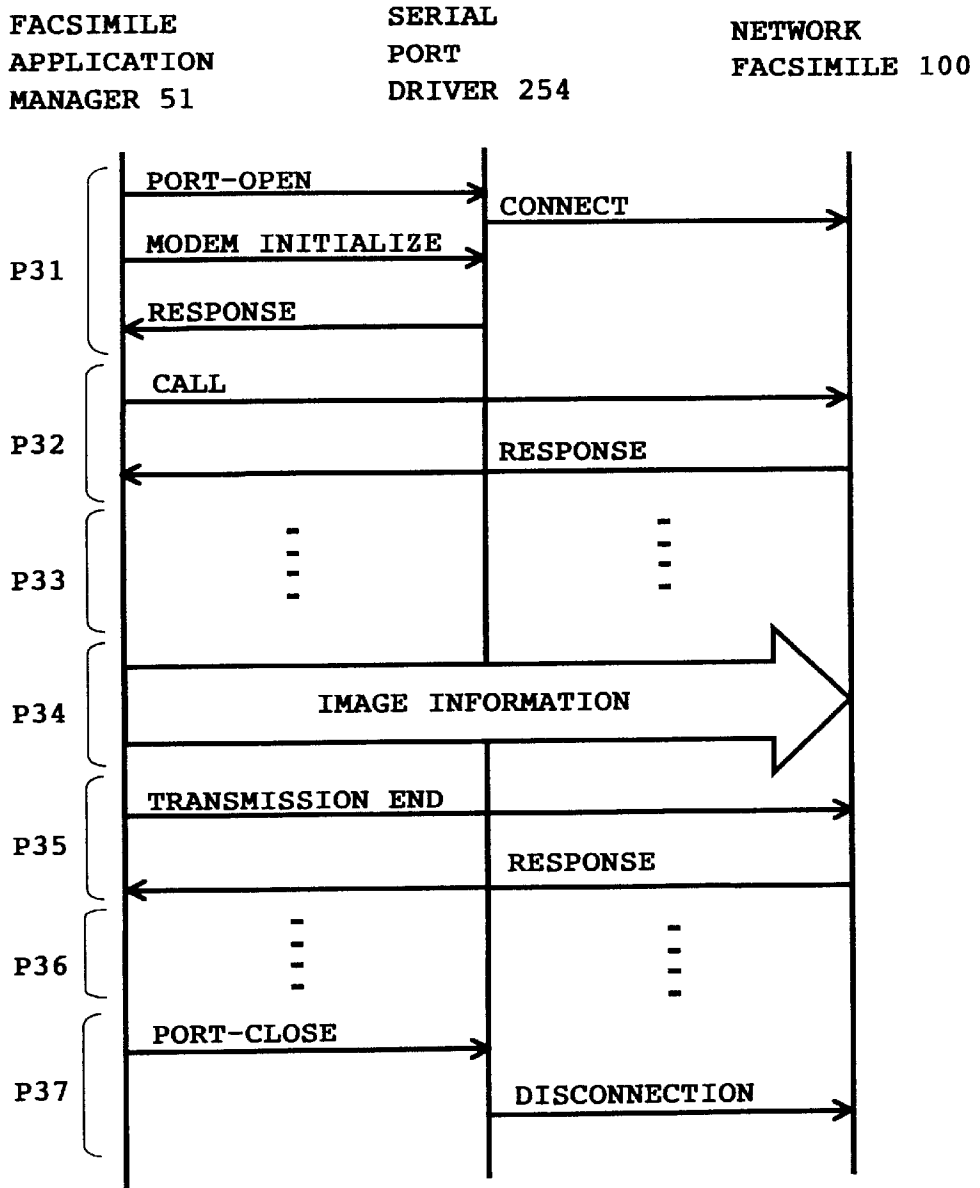 FACSIMILE
APPLICATION
MANAGER 51
SERIAL
PORT
DRIVER 254
NETWORK
FACSIMILE 100
P31
PORT-OPEN
CONNECT
MODEM INITIALIZE
RESPONSE
P32
CALL
RESPONSE
P33
P34
IMAGE INFORMATION
P35
TRANSMISSION END
RESPONSE
P36
P37
PORT-CLOSE
DISCONNECTION